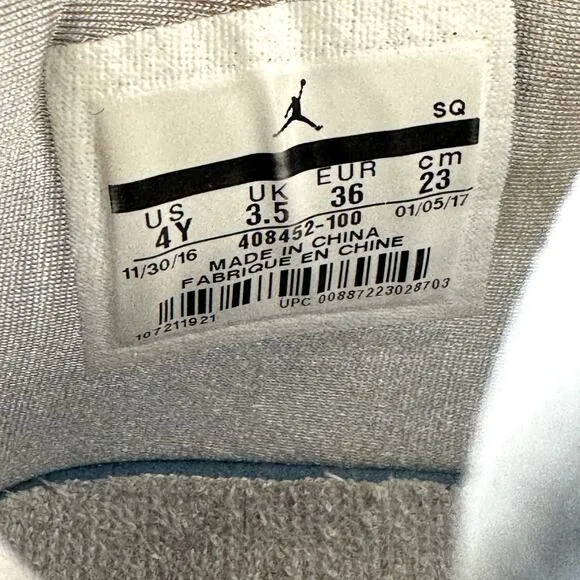 SQ
US UK EUR cm
4Y 3.5 36 23
11/30/16 408452-100 01/05/17
MADE IN CHINA
FABRIQUE EN CHINE
107211921 UPC 00887223028703